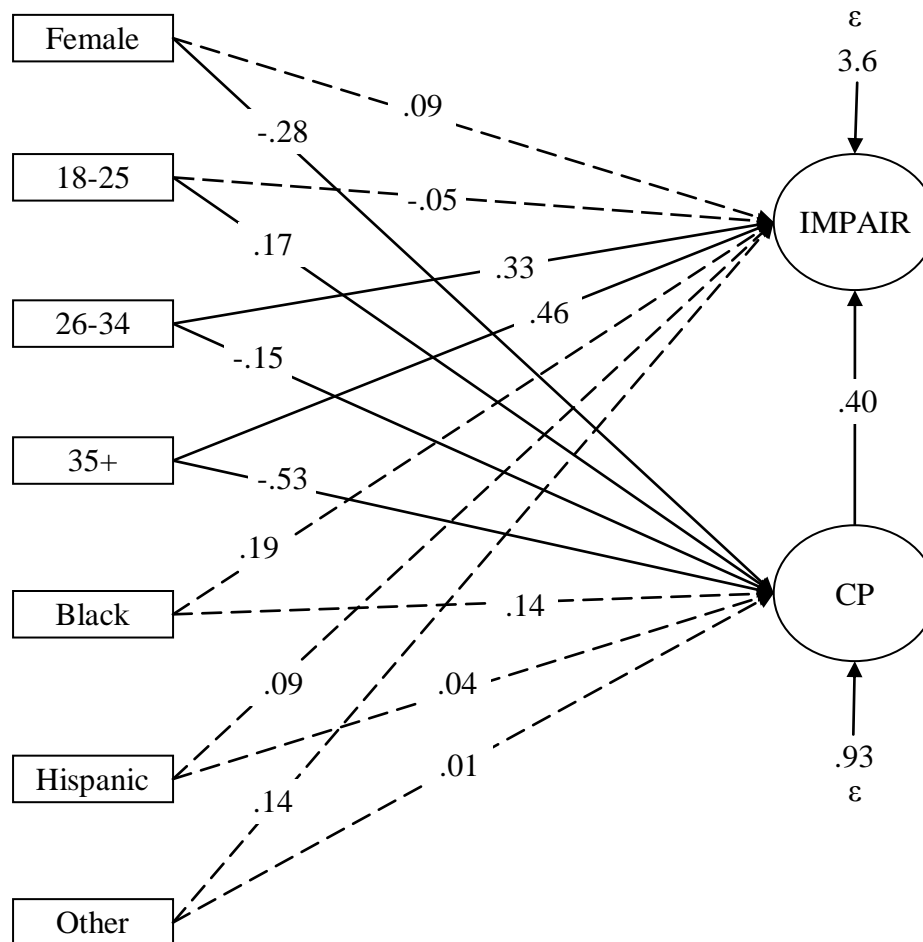 Female
ε
3.6
.09
-.28
18-25
-.05
IMPAIR
.17
.33
26-34
.46
-.15
.40
35+
-.53
.19
Black
.14
CP
.09
.04
Hispanic
.01
.93
ε
.14
Other